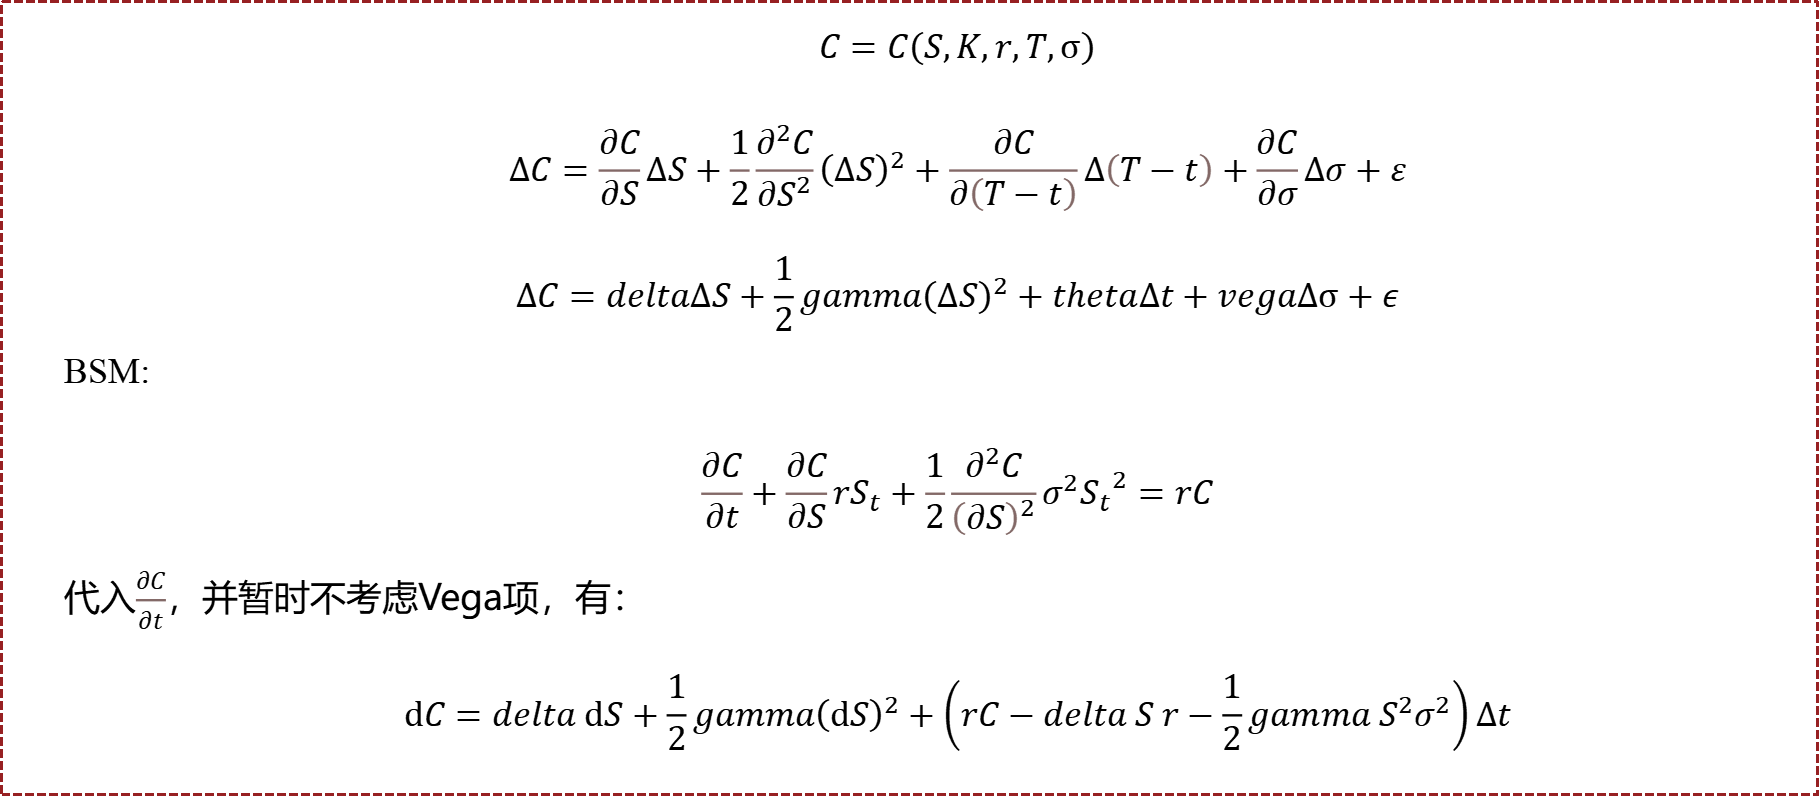 C = C(S, K, r, T, σ)
ΔC = ∂C/∂S ΔS + 1/2 ∂²C/∂S² (ΔS)² + ∂C/∂(T − t) Δ(T − t) + ∂C/∂σ Δσ + ε
ΔC = deltaΔS + 1/2 gamma(ΔS)² + thetaΔt + vegaΔσ + ϵ
BSM:
∂C/∂t + ∂C/∂S rSₜ + 1/2 ∂²C/(∂S)² σ²Sₜ² = rC
代入∂C/∂t，并暂时不考虑Vega项，有：
dC = delta dS + 1/2 gamma(dS)² + (rC − delta S r − 1/2 gamma S²σ²) Δt